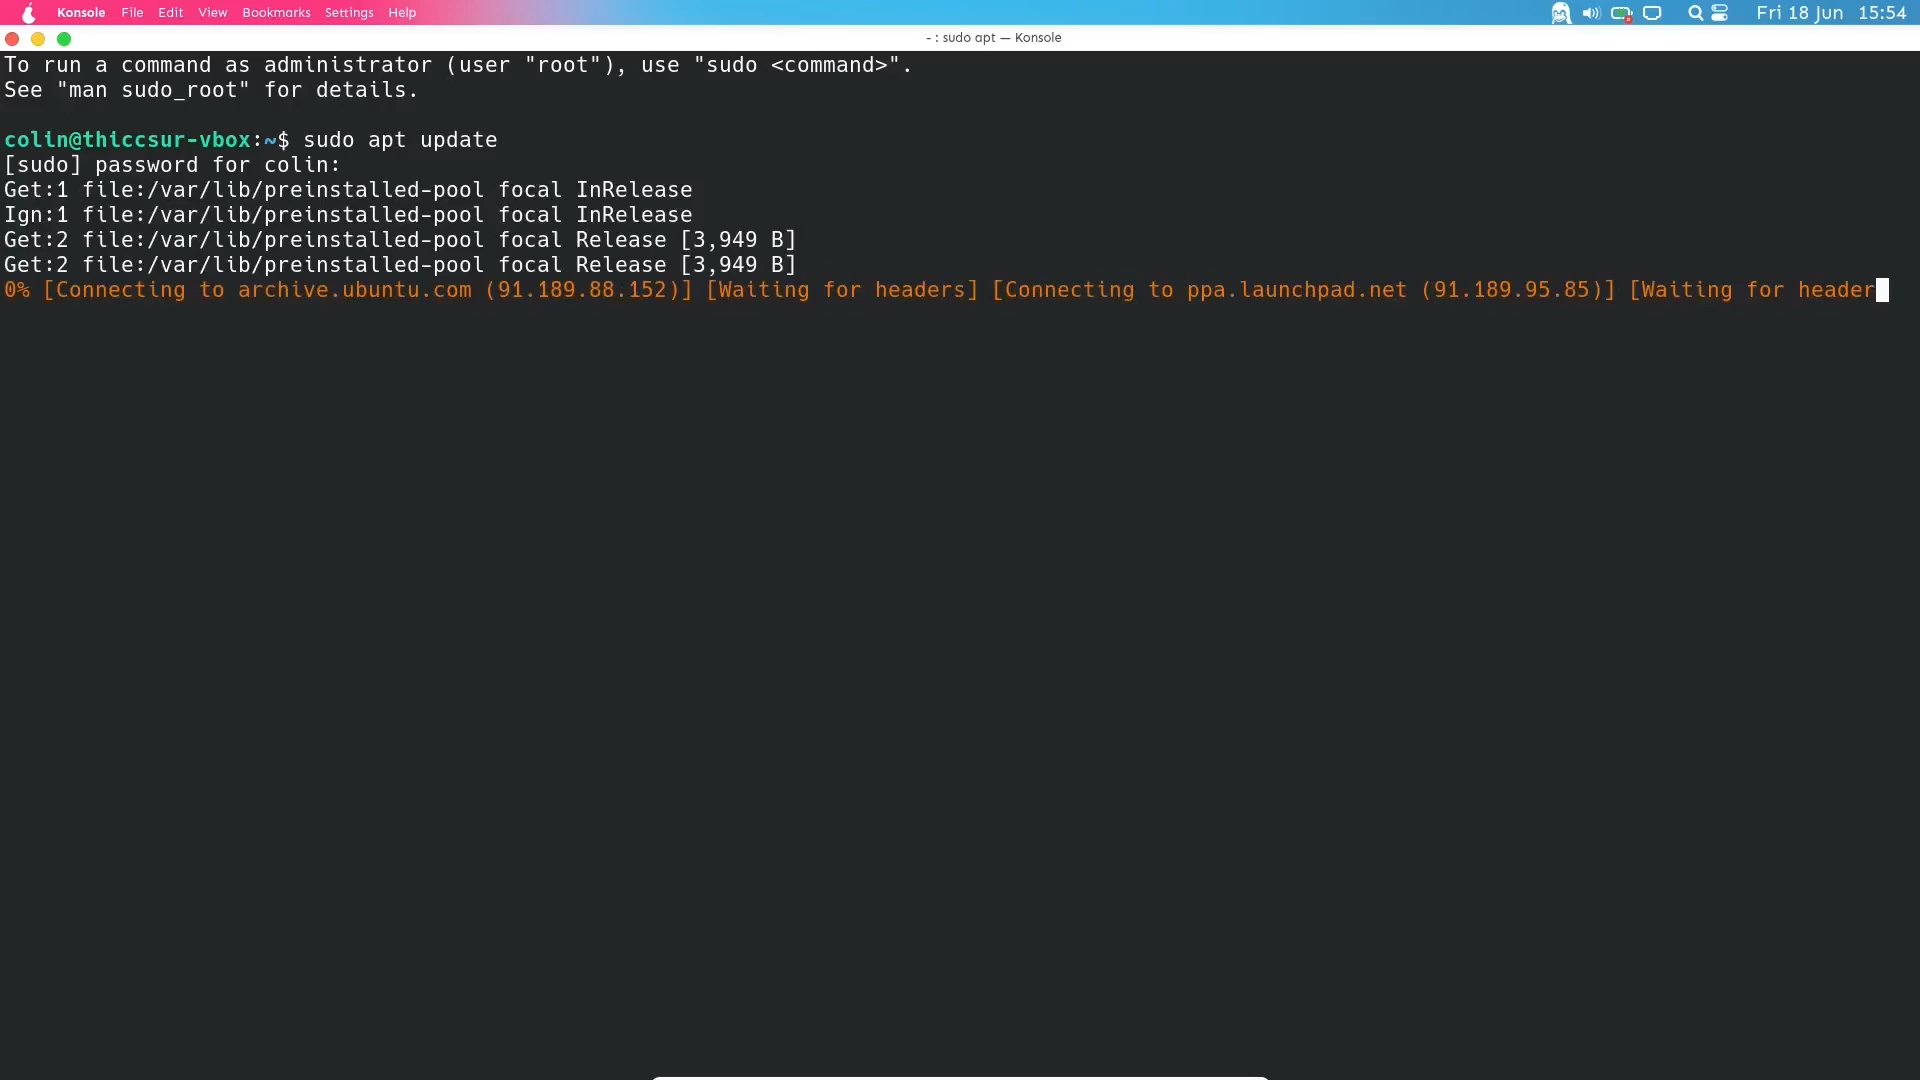 Konsole File Edit View Bookmarks Settings Help Fri 18 Jun 15:54
- : sudo apt — Konsole
To run a command as administrator (user "root"), use "sudo <command>".
See "man sudo_root" for details.
colin@thiccsur-vbox:~$ sudo apt update
[sudo] password for colin:
Get:1 file:/var/lib/preinstalled-pool focal InRelease
Ign:1 file:/var/lib/preinstalled-pool focal InRelease
Get:2 file:/var/lib/preinstalled-pool focal Release [3,949 B]
Get:2 file:/var/lib/preinstalled-pool focal Release [3,949 B]
0% [Connecting to archive.ubuntu.com (91.189.88.152)] [Waiting for headers] [Connecting to ppa.launchpad.net (91.189.95.85)] [Waiting for header